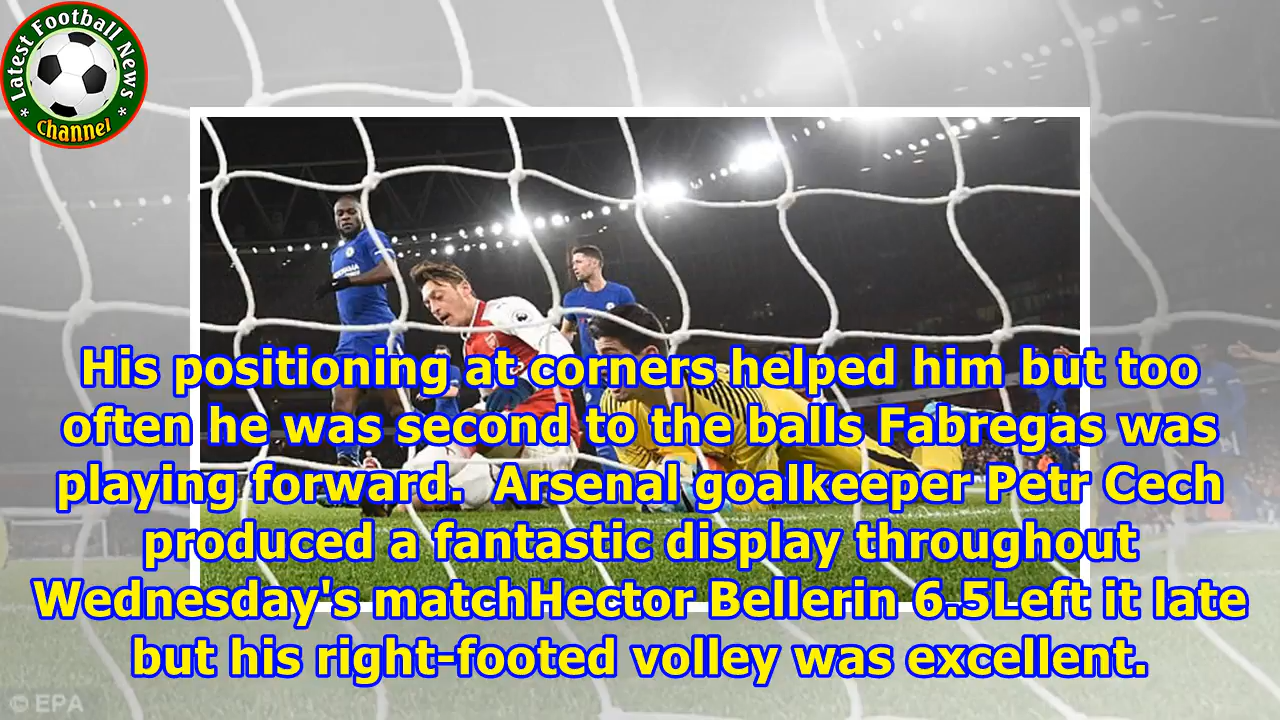 Latest Football News
* Channel *
His positioning at corners helped him but too
often he was second to the balls Fabregas was
playing forward.  Arsenal goalkeeper Petr Cech
produced a fantastic display throughout
Wednesday's matchHector Bellerin 6.5Left it late
but his right-footed volley was excellent.
© EPA